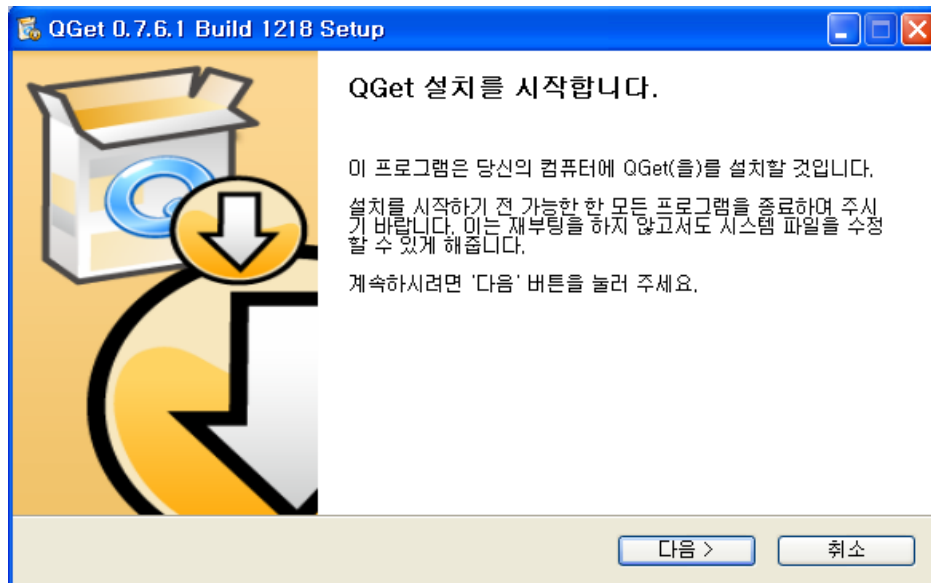 QGet 0.7.6.1 Build 1218 Setup
QGet 설치를 시작합니다.
이 프로그램은 당신의 컴퓨터에 QGet(을)를 설치할 것입니다.
설치를 시작하기 전 가능한 한 모든 프로그램을 종료하여 주시
기 바랍니다. 이는 재부팅을 하지 않고서도 시스템 파일을 수정
할 수 있게 해줍니다.
계속하시려면 '다음' 버튼을 눌러 주세요.
다음 >
취소